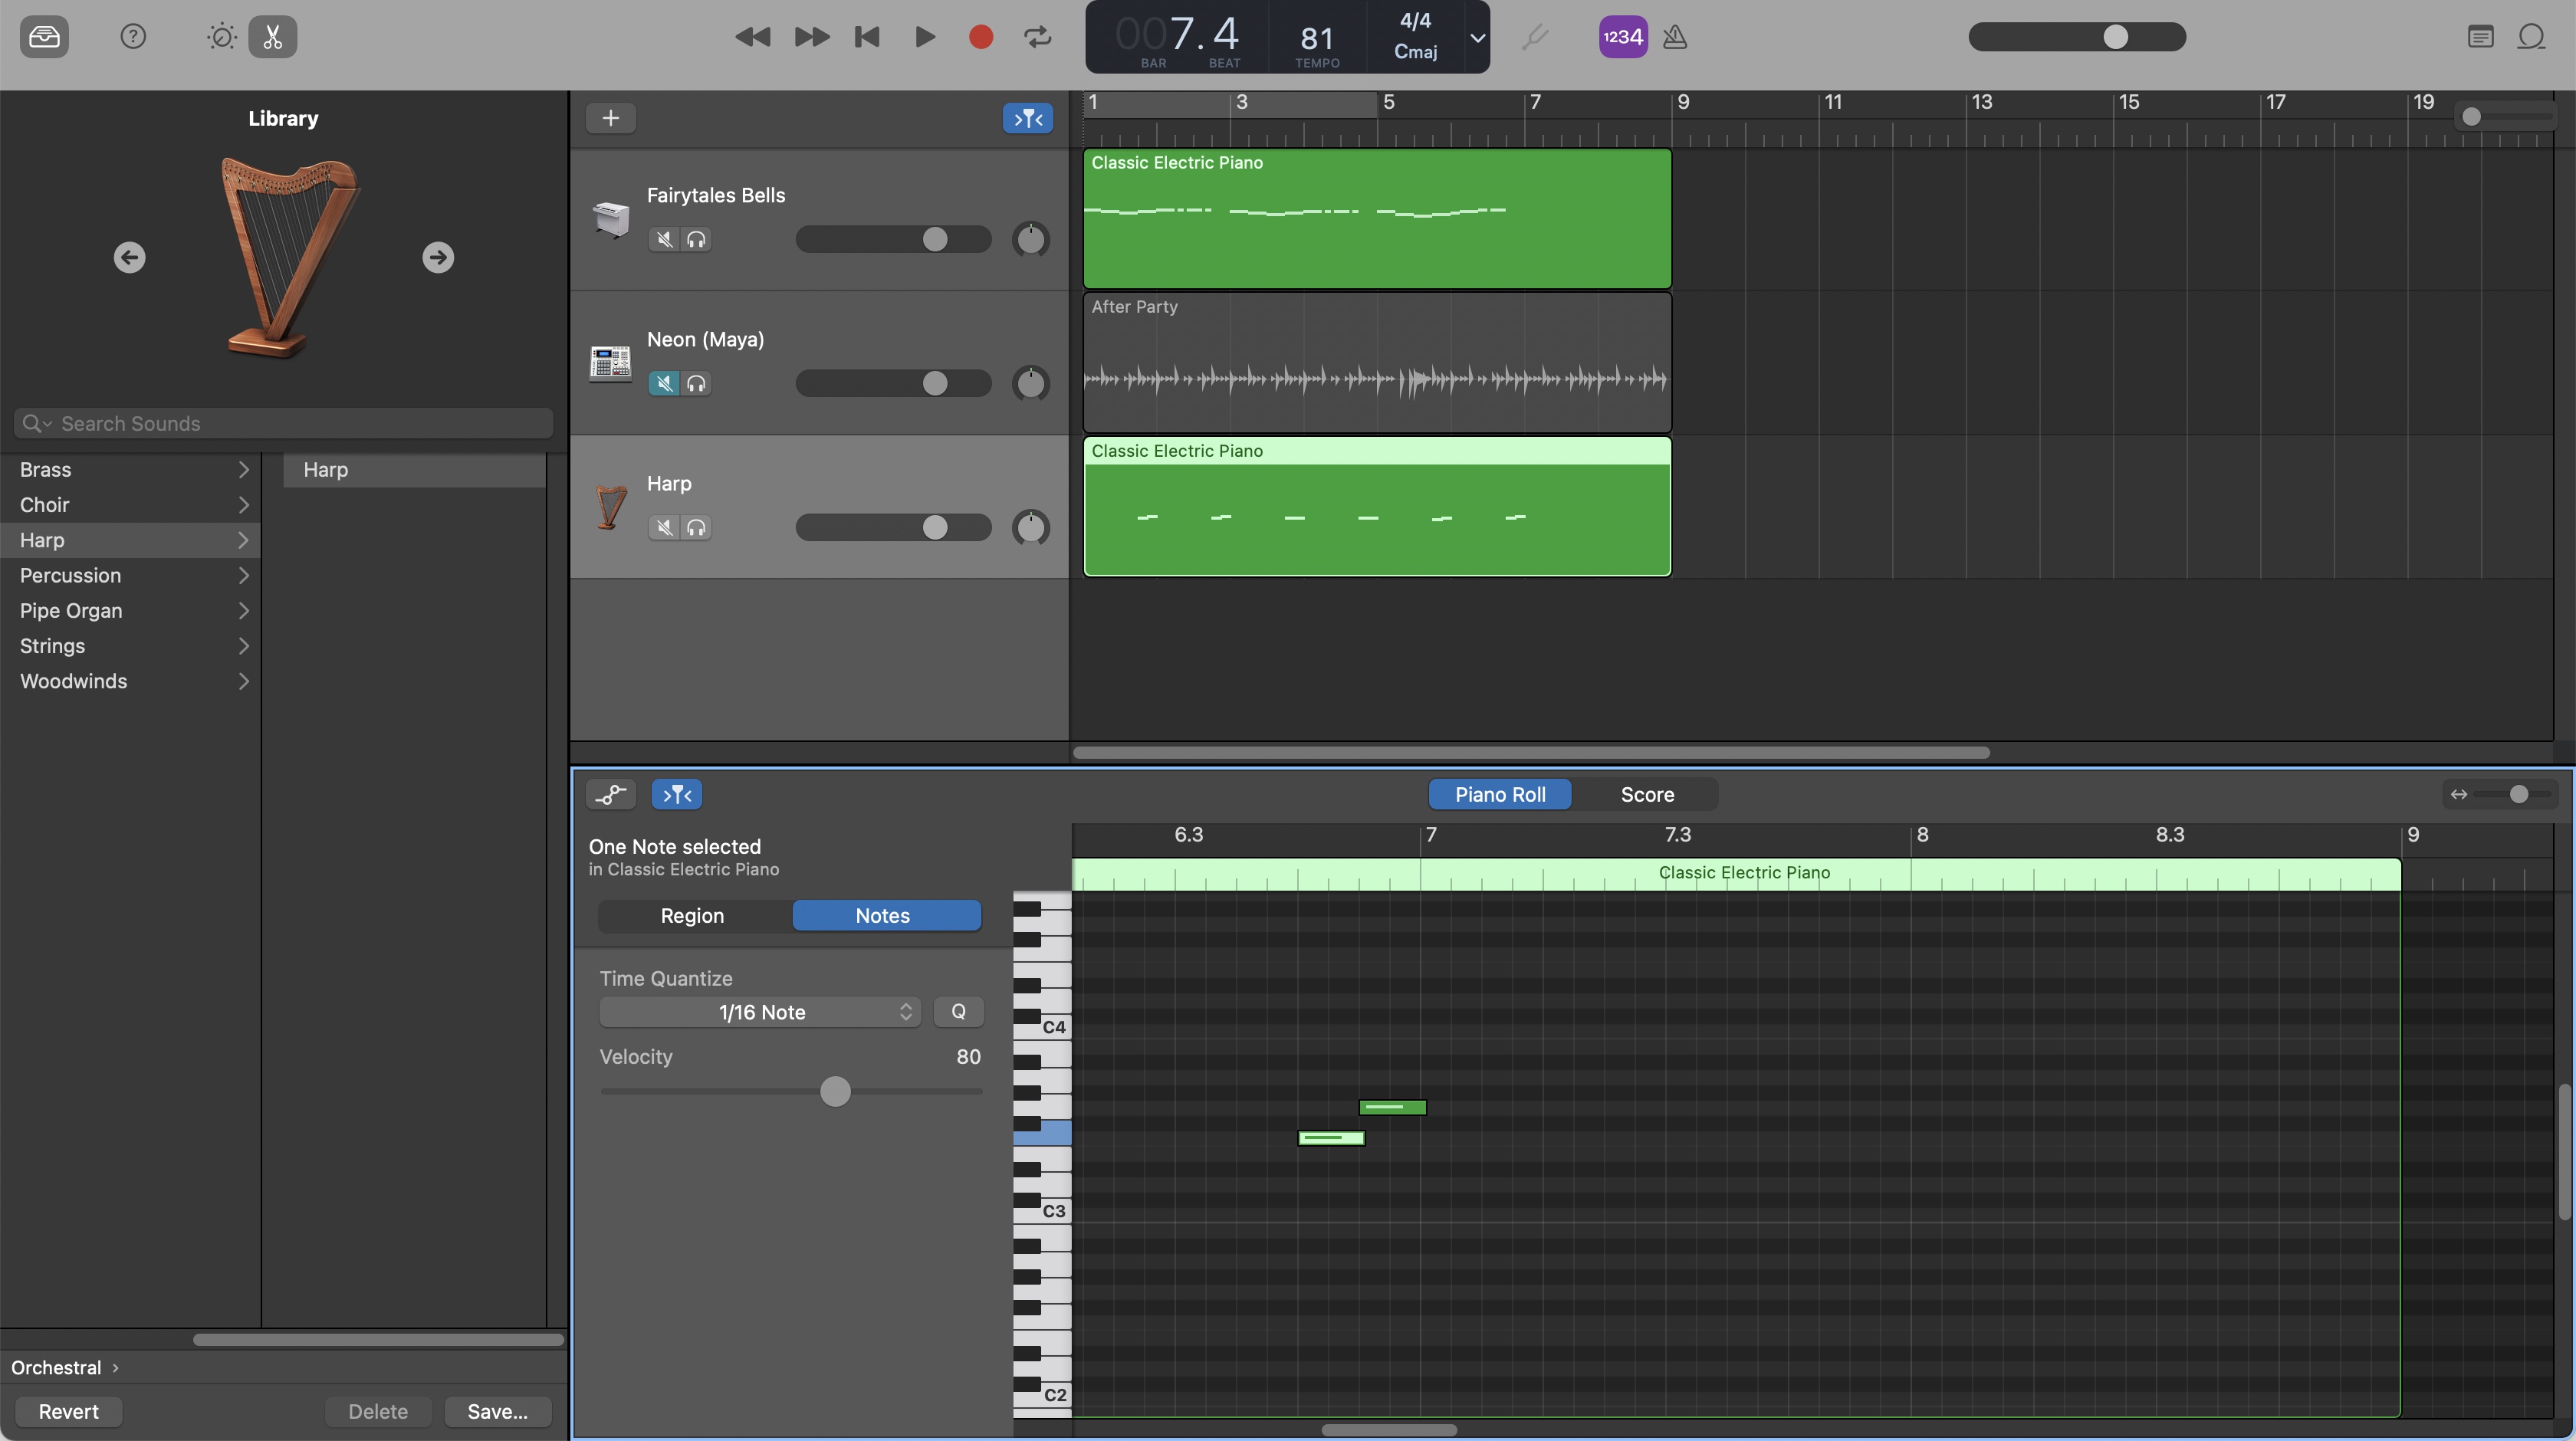 007.4
BAR
BEAT
81
TEMPO
4/4
Cmaj
1234
Library
Search Sounds
Brass
Choir
Harp
Percussion
Pipe Organ
Strings
Woodwinds
Harp
Orchestral
Revert
Delete
Save...
1 3 5 7 9 11 13 15 17 19
Fairytales Bells
Classic Electric Piano
Neon (Maya)
After Party
Harp
Classic Electric Piano
Piano Roll
Score
One Note selected
in Classic Electric Piano
Region
Notes
Time Quantize
1/16 Note
Q
Velocity
80
6.3 7 7.3 8 8.3 9
Classic Electric Piano
C4
C3
C2